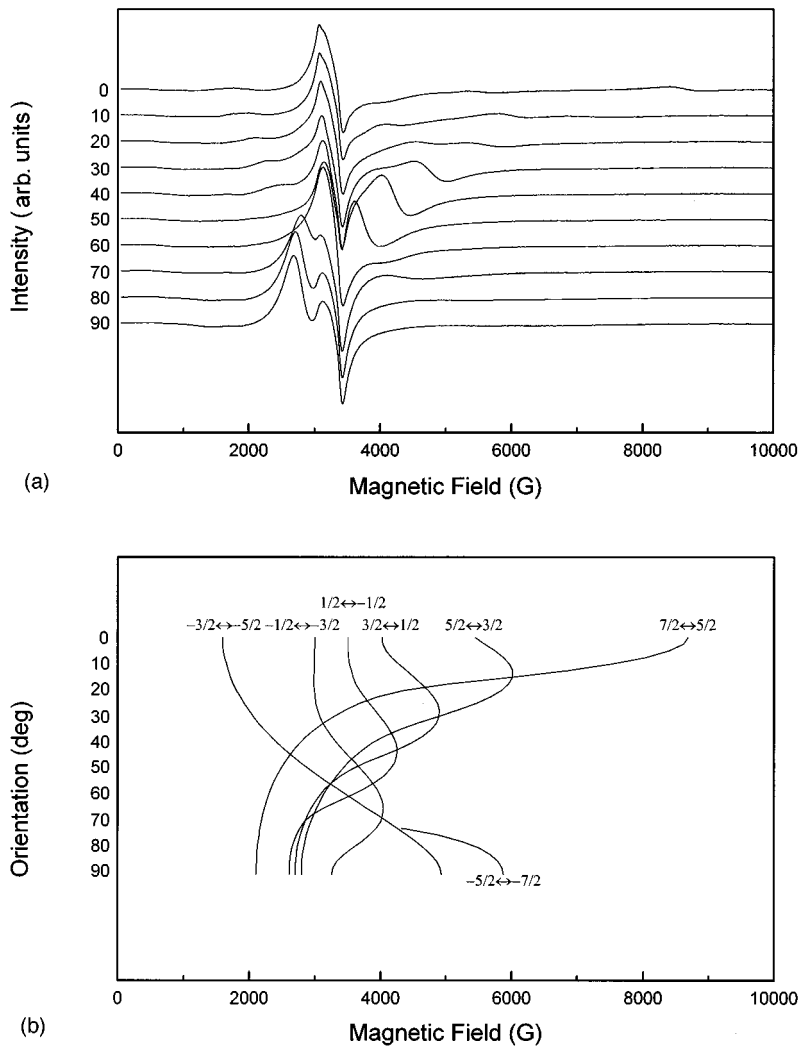 Intensity ( arb. units)
0
10
20
30
40
50
60
70
80
90
0 2000 4000 6000 8000 10000
(a)
Magnetic Field (G)
Orientation (deg)
1/2↔−1/2
−3/2↔−5/2 −1/2↔−3/2 3/2↔1/2 5/2↔3/2 7/2↔5/2
0
10
20
30
40
50
60
70
80
90
−5/2↔−7/2
0 2000 4000 6000 8000 10000
(b)
Magnetic Field (G)